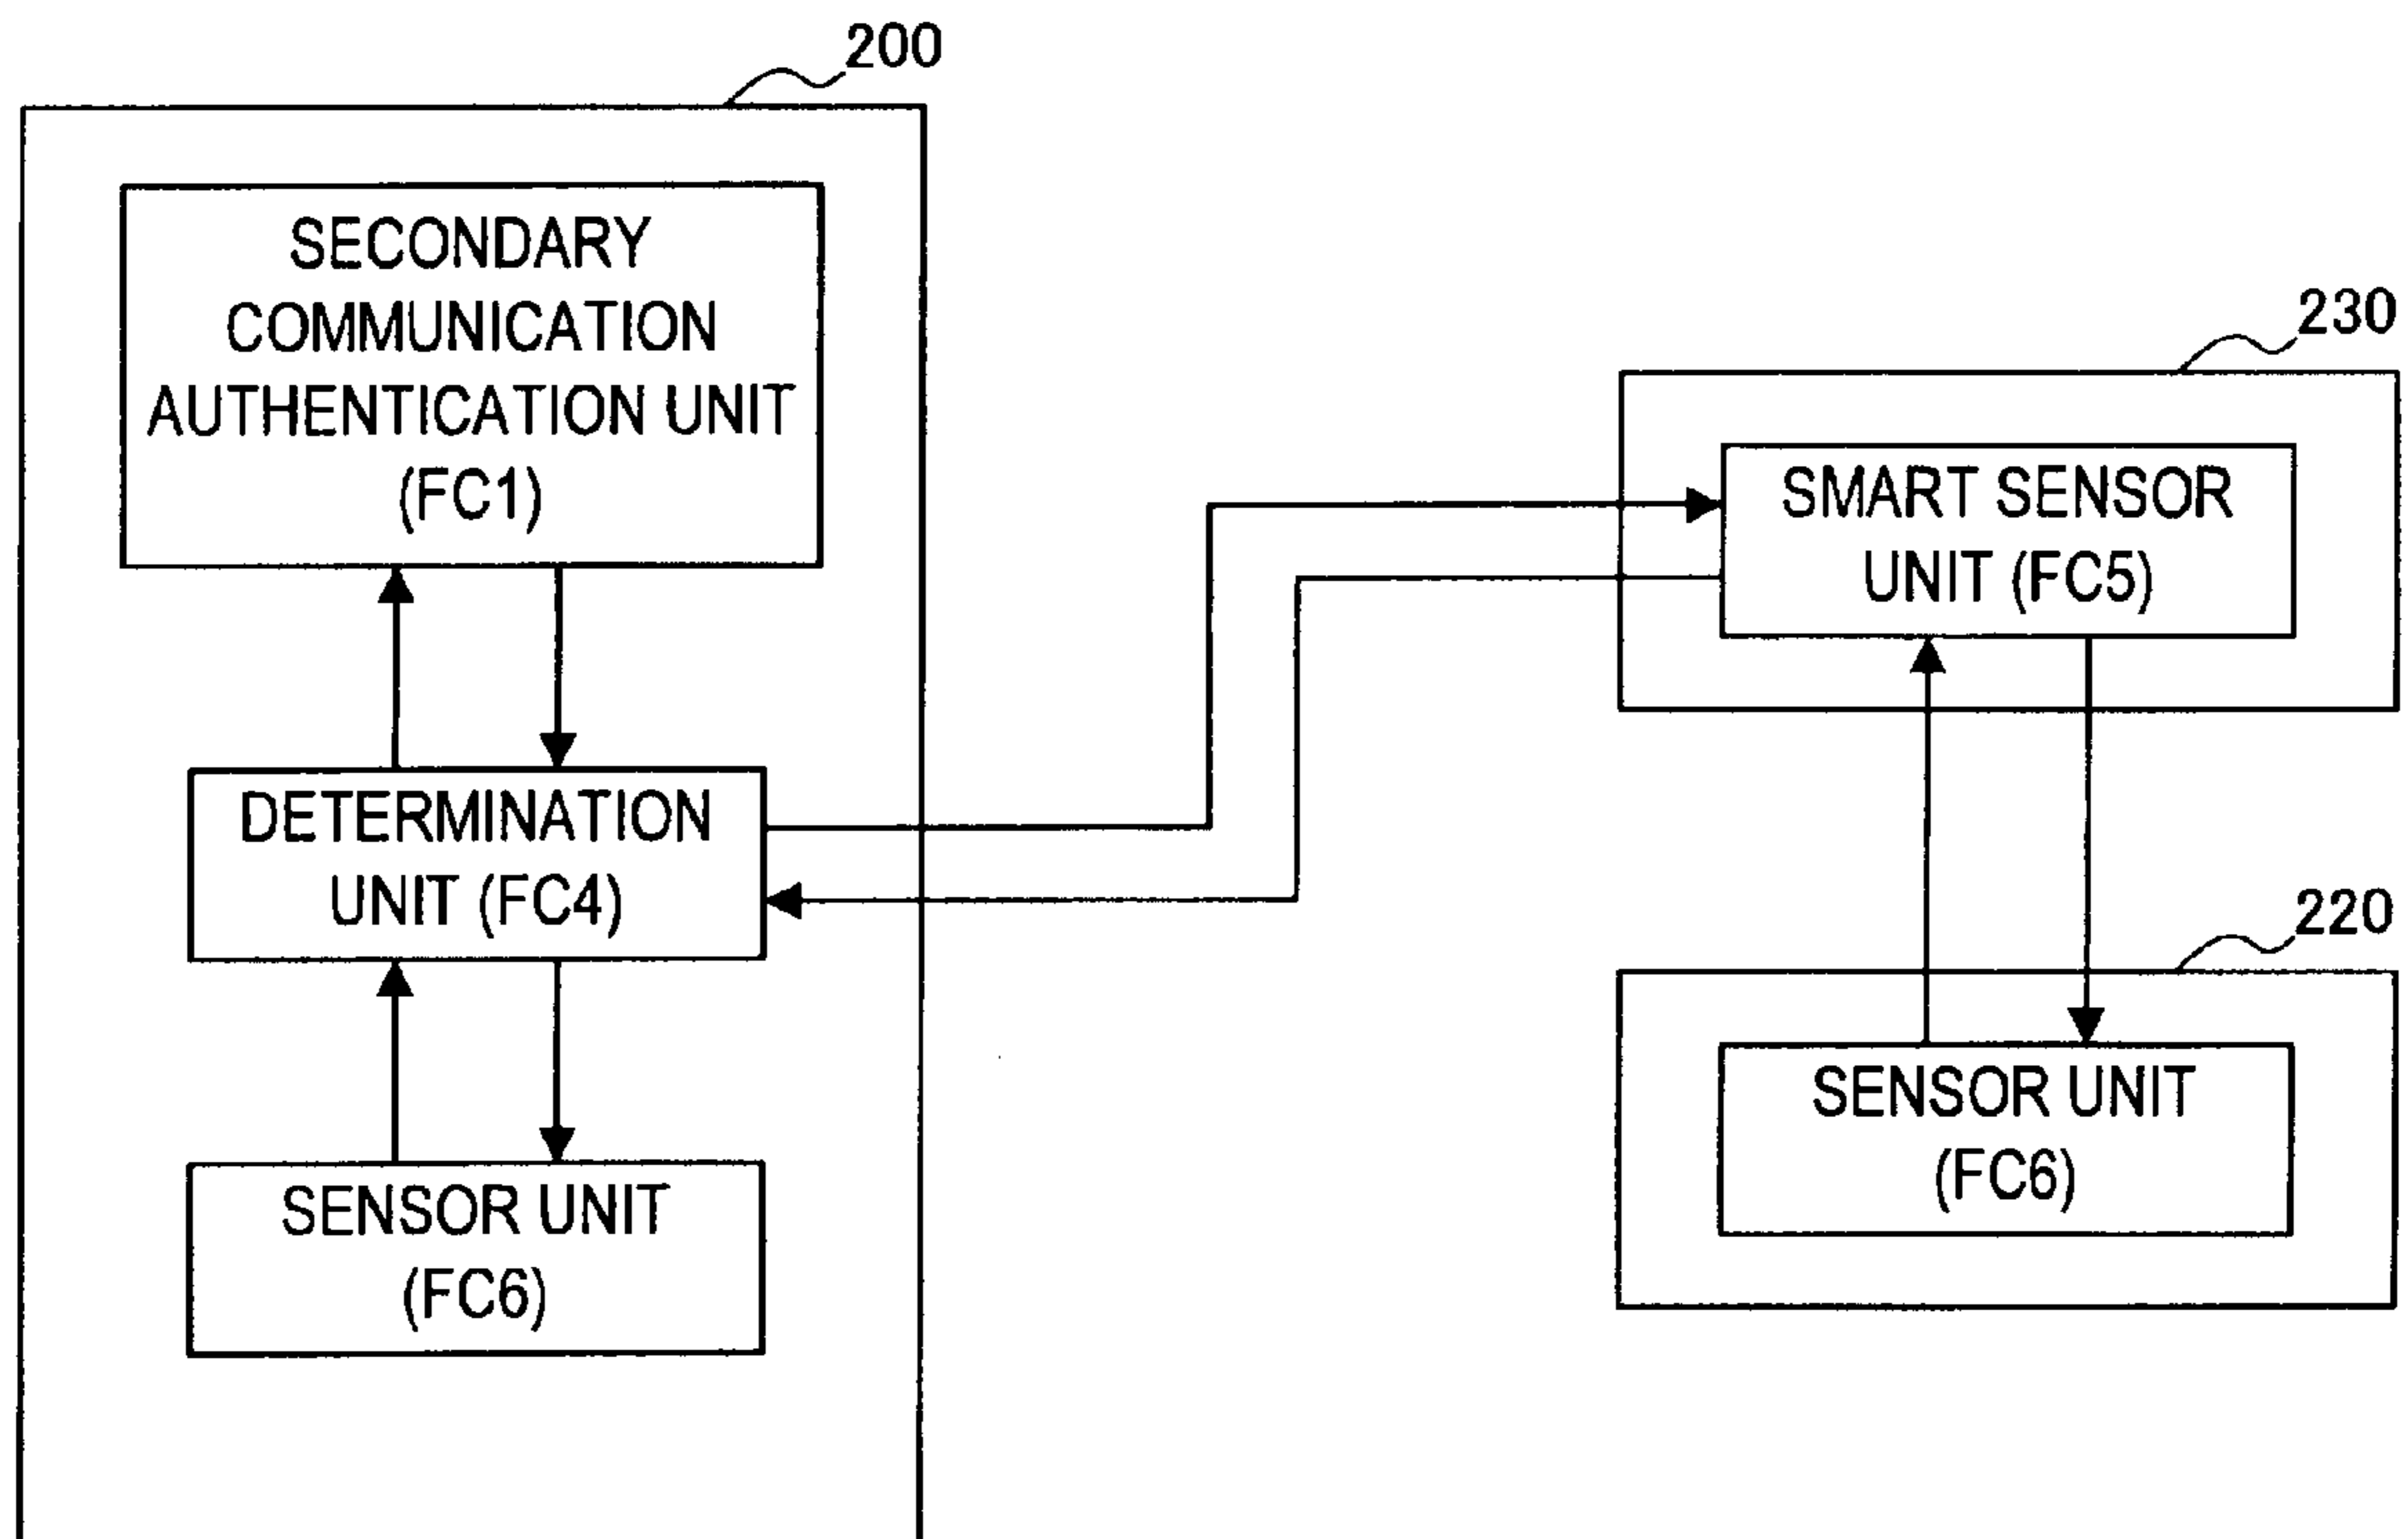 200
SECONDARY
COMMUNICATION
AUTHENTICATION UNIT
(FC1)
230
SMART SENSOR
UNIT (FC5)
DETERMINATION
UNIT (FC4)
220
SENSOR UNIT
(FC6)
SENSOR UNIT
(FC6)